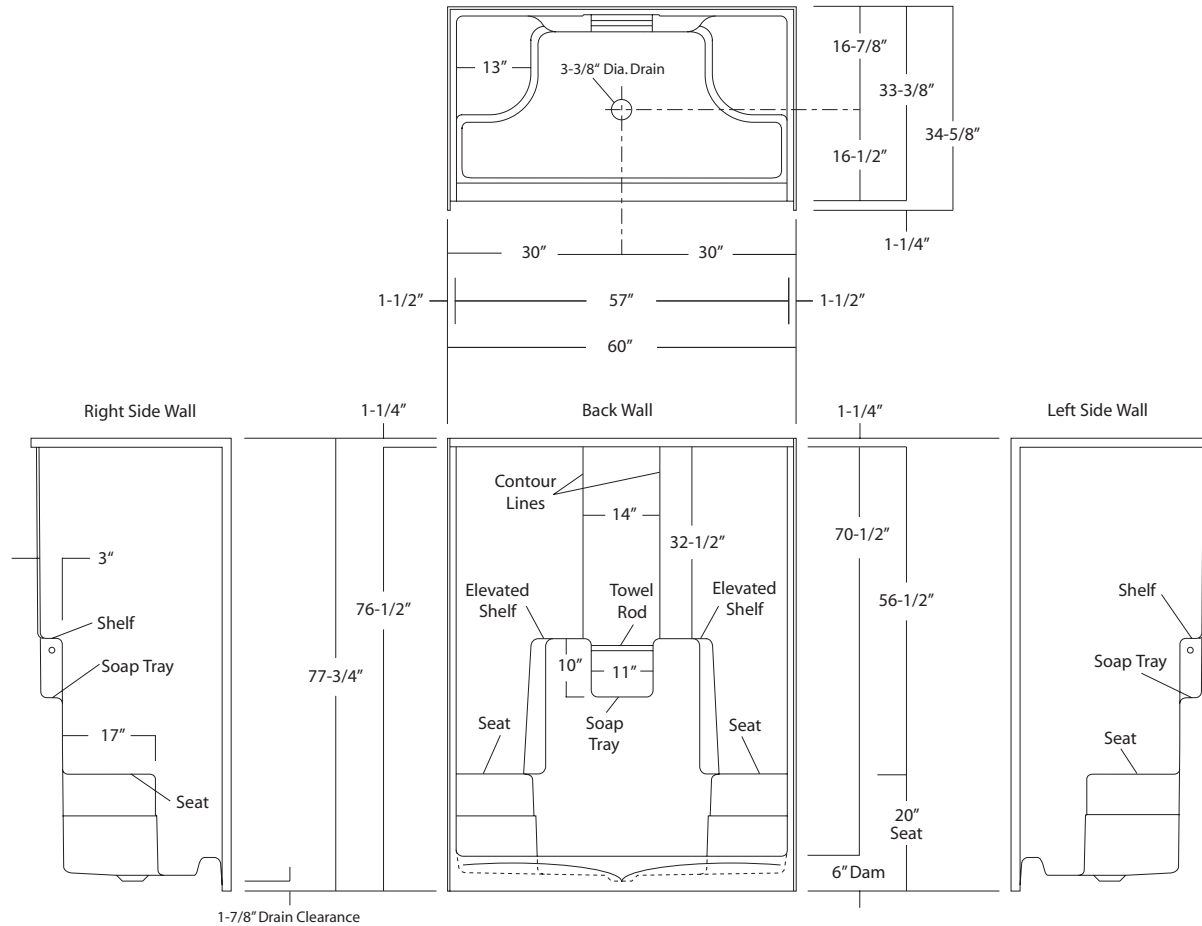 16-7/8”
13”
3-3/8“ Dia. Drain
33-3/8”
34-5/8”
16-1/2”
1-1/4”
30”
30”
1-1/2”
57”
1-1/2”
60”
Right Side Wall
1-1/4”
Back Wall
1-1/4”
Left Side Wall
Contour
Lines
14”
32-1/2”
70-1/2”
3“
76-1/2”
56-1/2”
Elevated
Shelf
Towel
Rod
Elevated
Shelf
Shelf
Shelf
Soap Tray
10”
11”
Soap Tray
77-3/4”
Seat
Soap
Tray
Seat
17”
Seat
Seat
20”
Seat
6” Dam
1-7/8” Drain Clearance